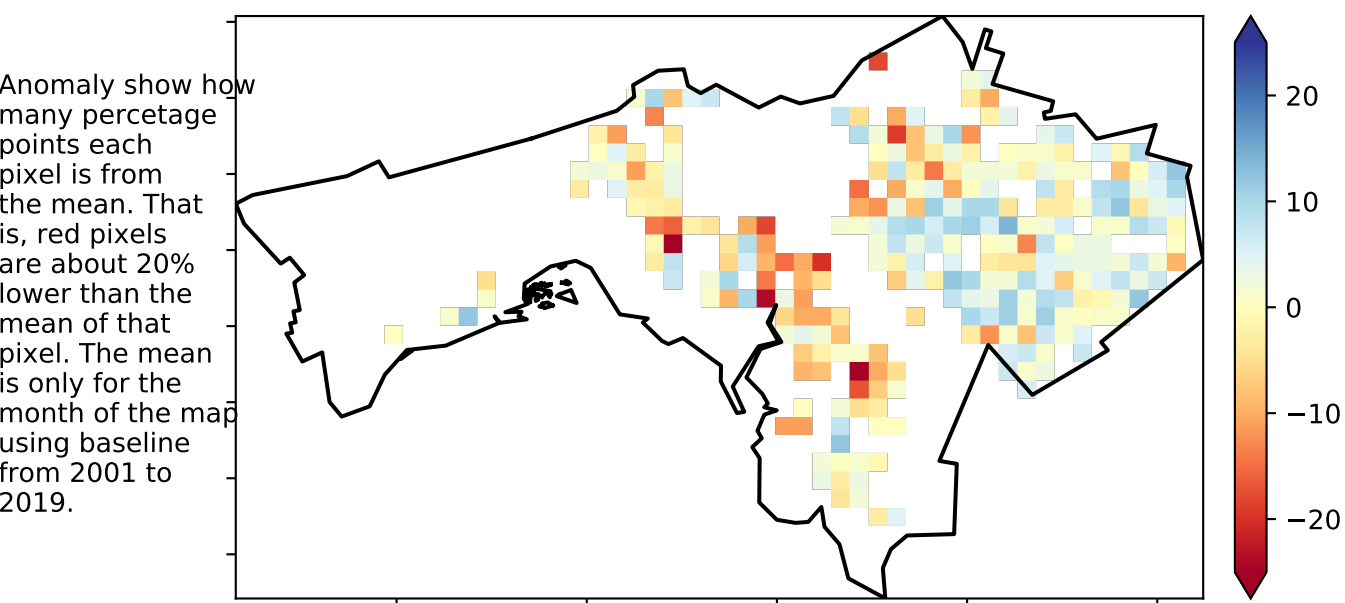 Anomaly show how
many percetage
points each
pixel is from
the mean. That
is, red pixels
are about 20%
lower than the
mean of that
pixel. The mean
is only for the
month of the map
using baseline
from 2001 to
2019.
20
10
0
−10
−20